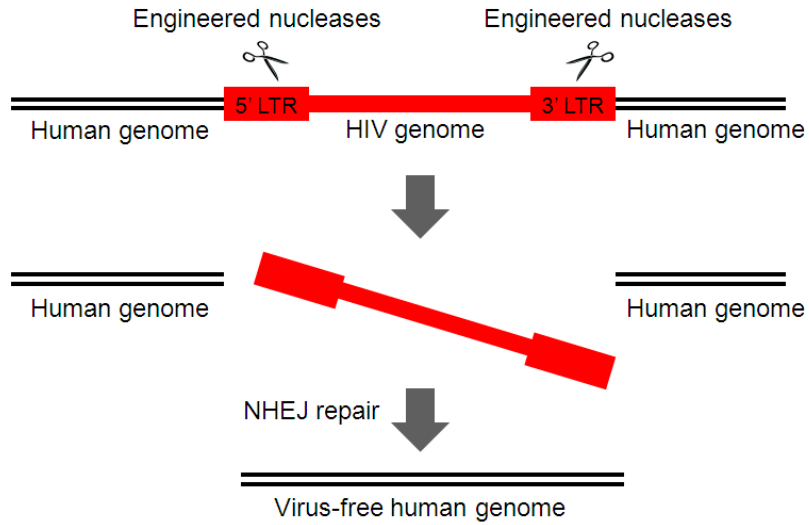 Engineered nucleases Engineered nucleases
5' LTR 3' LTR
Human genome HIV genome Human genome
Human genome Human genome
NHEJ repair
Virus-free human genome